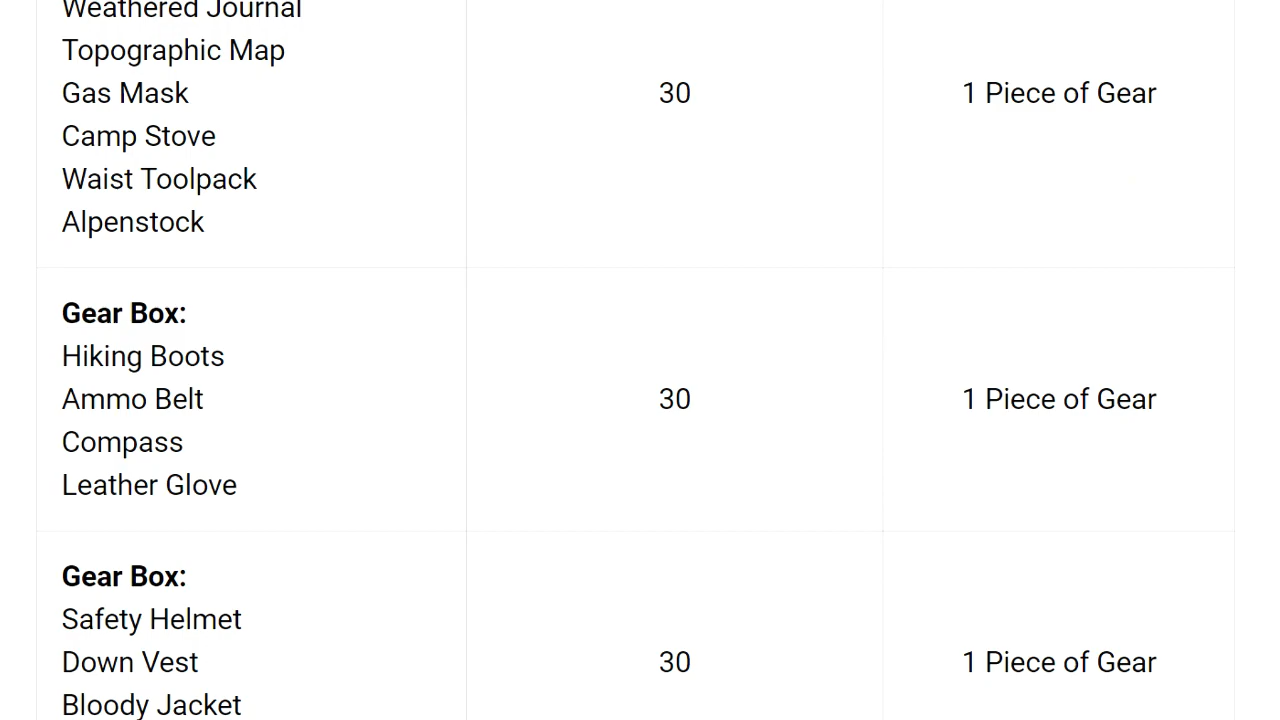 Weathered Journal
Topographic Map
Gas Mask
Camp Stove
Waist Toolpack
Alpenstock
30
1 Piece of Gear
Gear Box:
Hiking Boots
Ammo Belt
Compass
Leather Glove
30
1 Piece of Gear
Gear Box:
Safety Helmet
Down Vest
Bloody Jacket
30
1 Piece of Gear